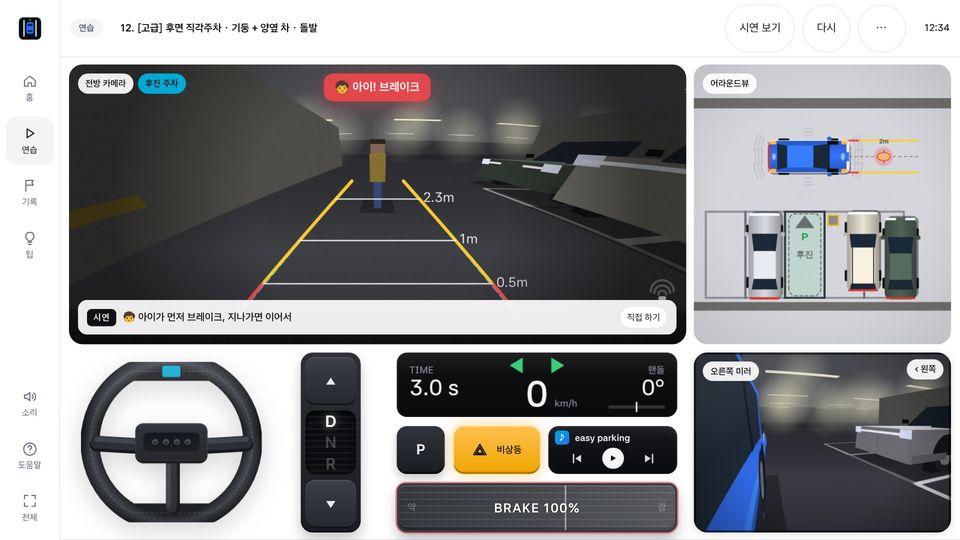 연습
12. [고급] 후면 직각주차 · 기둥 + 양옆 차 · 돌발
시연 보기
다시
···
12:34
홈
연습
기록
팁
소리
도움말
전체
전방 카메라
후진 주차
🧒 아이! 브레이크
2.3m
1m
0.5m
시연
🧒 아이가 먼저 브레이크, 지나가면 이어서
직접 하기
어라운드뷰
2m
P
후진
D
N
R
TIME
3.0 s
0
km/h
핸들
0°
P
비상등
easy parking
약
BRAKE 100%
강
오른쪽 미러
‹ 왼쪽